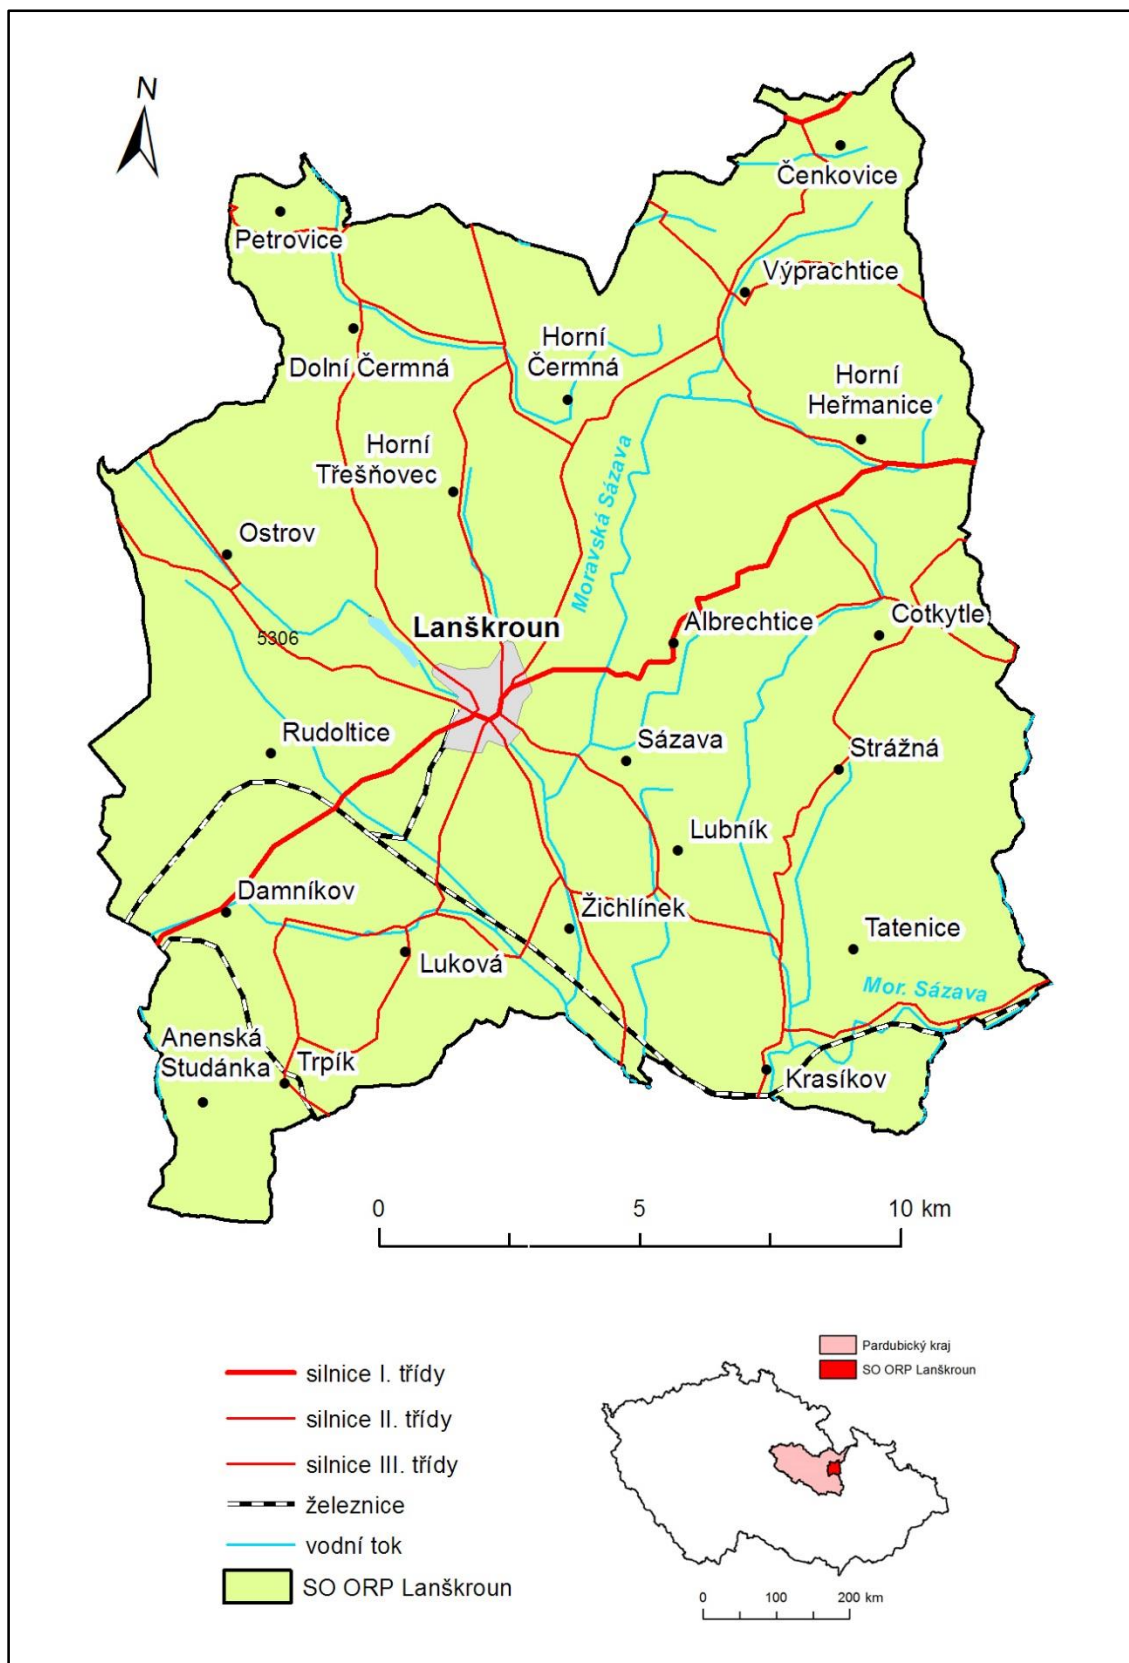 N
Čenkovice
Petrovice
Výprachtice
Dolní Čermná
Horní
Čermná
Horní
Heřmanice
Horní
Třešňovec
Moravská Sázava
Ostrov
5306
Lanškroun
Albrechtice
Cotkytle
Rudoltice
Sázava
Strážná
Lubník
Damníkov
Žichlínek
Tatenice
Luková
Mor. Sázava
Anenská
Studánka
Trpík
Krasíkov
0 5 10 km
Pardubický kraj
SO ORP Lanškroun
silnice I. třídy
silnice II. třídy
silnice III. třídy
železnice
vodní tok
SO ORP Lanškroun
0 100 200 km